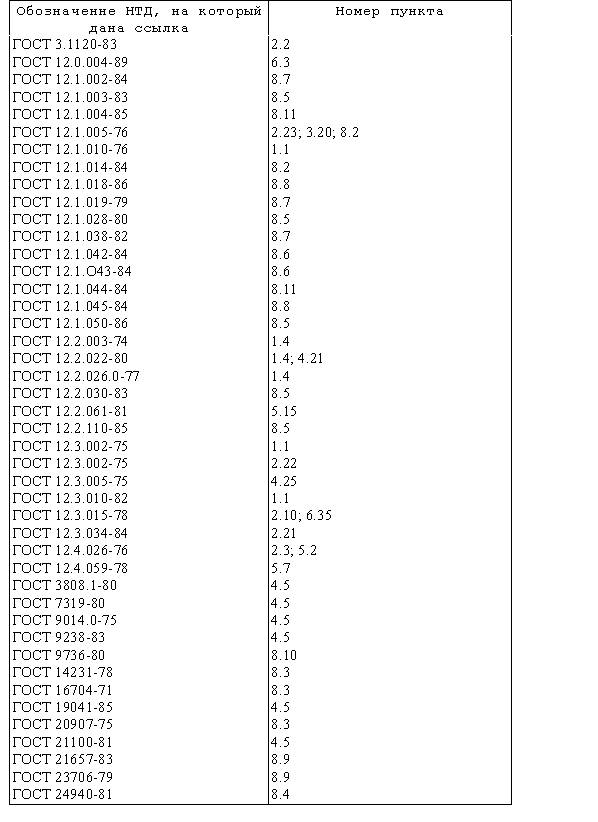 Обозначение НТД, на который Номер пункта
дана ссылка
ГОСТ 3.1120-83 2.2
ГОСТ 12.0.004-89 6.3
ГОСТ 12.1.002-84 8.7
ГОСТ 12.1.003-83 8.5
ГОСТ 12.1.004-85 8.11
ГОСТ 12.1.005-76 2.23; 3.20; 8.2
ГОСТ 12.1.010-76 1.1
ГОСТ 12.1.014-84 8.2
ГОСТ 12.1.018-86 8.8
ГОСТ 12.1.019-79 8.7
ГОСТ 12.1.028-80 8.5
ГОСТ 12.1.038-82 8.7
ГОСТ 12.1.042-84 8.6
ГОСТ 12.1.О43-84 8.6
ГОСТ 12.1.044-84 8.11
ГОСТ 12.1.045-84 8.8
ГОСТ 12.1.050-86 8.5
ГОСТ 12.2.003-74 1.4
ГОСТ 12.2.022-80 1.4; 4.21
ГОСТ 12.2.026.0-77 1.4
ГОСТ 12.2.030-83 8.5
ГОСТ 12.2.061-81 5.15
ГОСТ 12.2.110-85 8.5
ГОСТ 12.3.002-75 1.1
ГОСТ 12.3.002-75 2.22
ГОСТ 12.3.005-75 4.25
ГОСТ 12.3.010-82 1.1
ГОСТ 12.3.015-78 2.10; 6.35
ГОСТ 12.3.034-84 2.21
ГОСТ 12.4.026-76 2.3; 5.2
ГОСТ 12.4.059-78 5.7
ГОСТ 3808.1-80 4.5
ГОСТ 7319-80 4.5
ГОСТ 9014.0-75 4.5
ГОСТ 9238-83 4.5
ГОСТ 9736-80 8.10
ГОСТ 14231-78 8.3
ГОСТ 16704-71 8.3
ГОСТ 19041-85 4.5
ГОСТ 20907-75 8.3
ГОСТ 21100-81 4.5
ГОСТ 21657-83 8.9
ГОСТ 23706-79 8.9
ГОСТ 24940-81 8.4